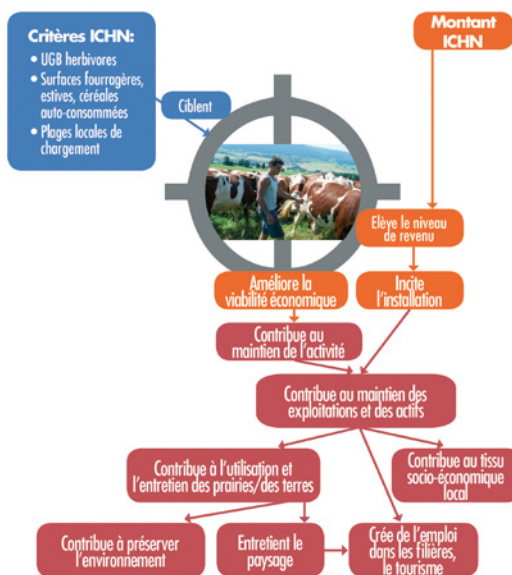 Critères ICHN:
• UGB herbivores
• Surfaces fourragères,
estives, céréales
auto-consommées
• Plages locales de
chargement
Ciblent
Montant
ICHN
Elève le niveau
de revenu
Améliore la
viabilité économique
Incite
l'installation
Contribue au
maintien de l'activité
Contribue au maintien des
exploitations et des actifs
Contribue à l'utilisation et
l'entretien des prairies/des terres
Contribue au tissu
socio-économique
local
Contribue à préserver
l'environnement
Entretient le
paysage
Crée de l'emploi
dans les filières,
le tourisme